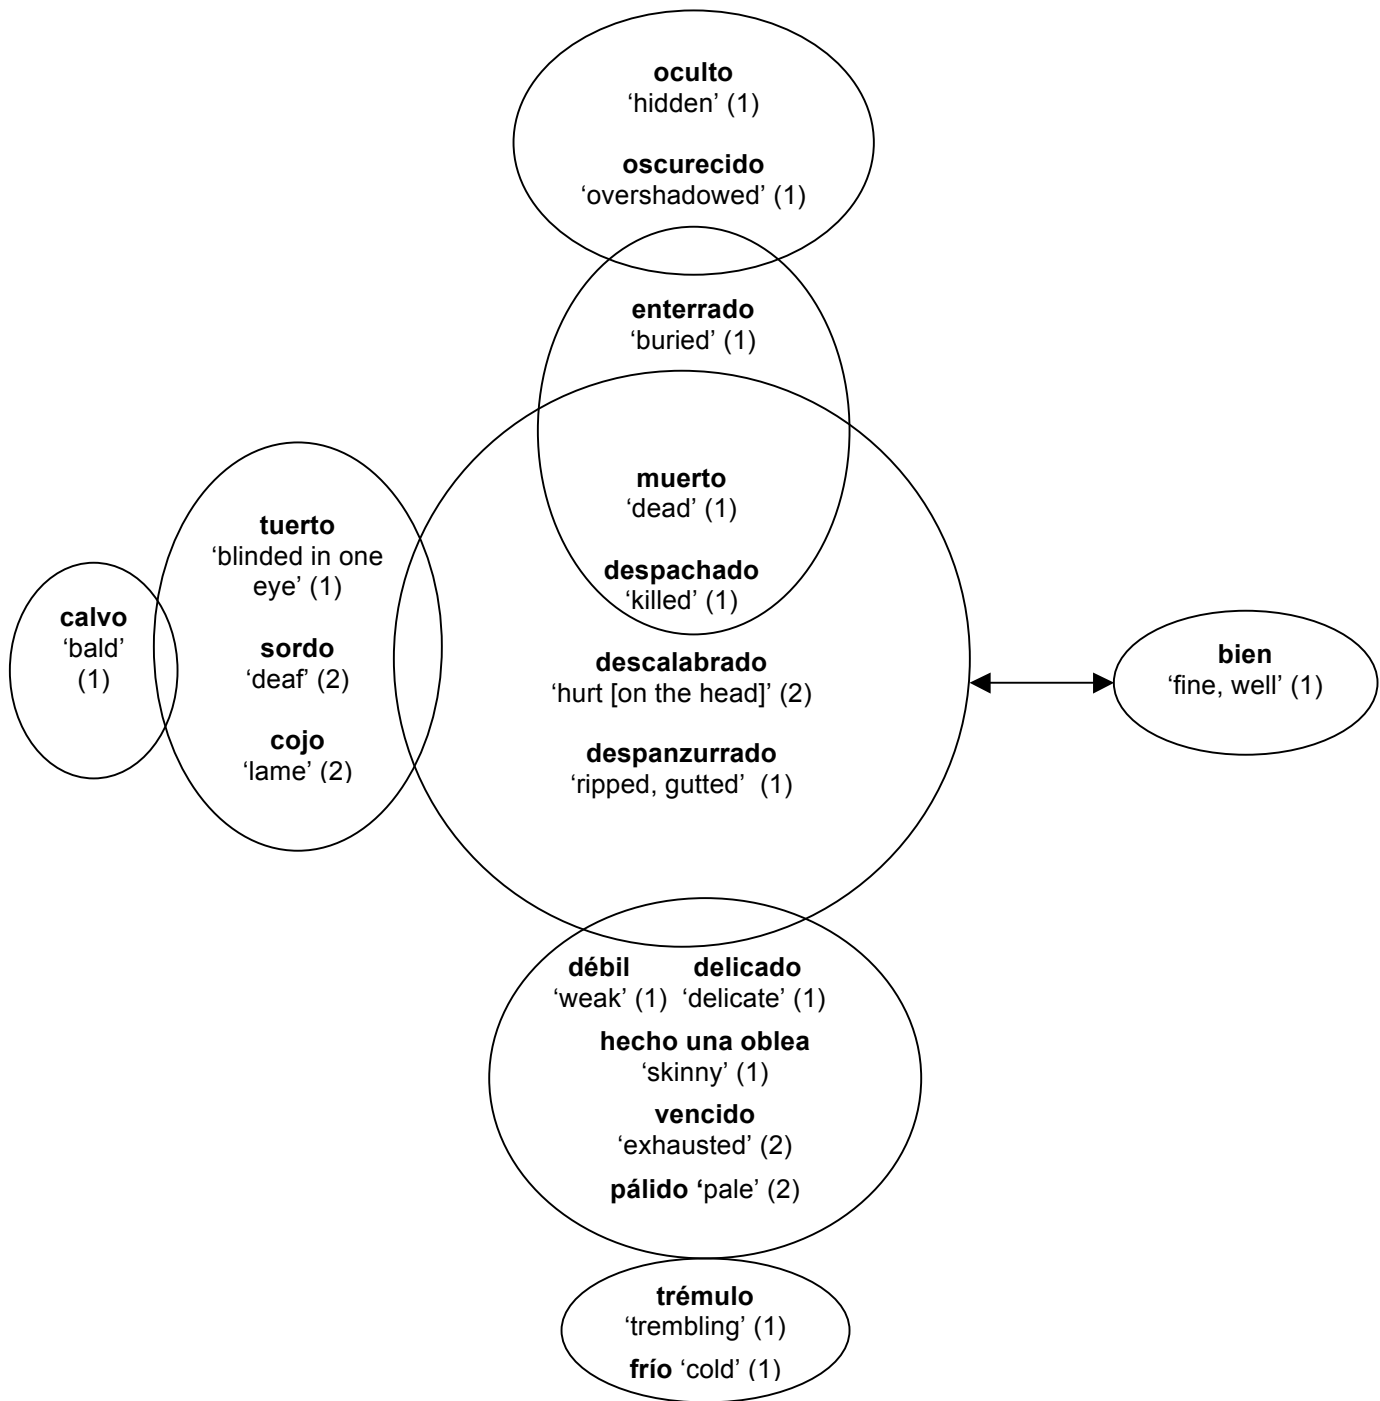 oculto
‘hidden’ (1)
oscurecido
‘overshadowed’ (1)
enterrado
‘buried’ (1)
muerto
‘dead’ (1)
despachado
‘killed’ (1)
descalabrado
‘hurt [on the head]’ (2)
despanzurrado
‘ripped, gutted’ (1)
tuerto
‘blinded in one
eye’ (1)
sordo
‘deaf’ (2)
cojo
‘lame’ (2)
calvo
‘bald’
(1)
bien
‘fine, well’ (1)
débil delicado
‘weak’ (1) ‘delicate’ (1)
hecho una oblea
‘skinny’ (1)
vencido
‘exhausted’ (2)
pálido ‘pale’ (2)
trémulo
‘trembling’ (1)
frío ‘cold’ (1)